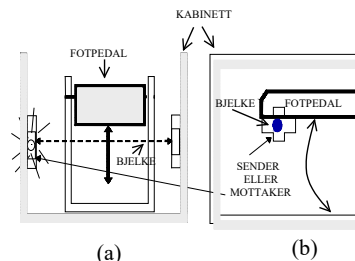 KABINETT
FOTPEDAL
BJELKE
BJELKE
FOTPEDAL
SENDER
ELLER
MOTTAKER
(a)
(b)